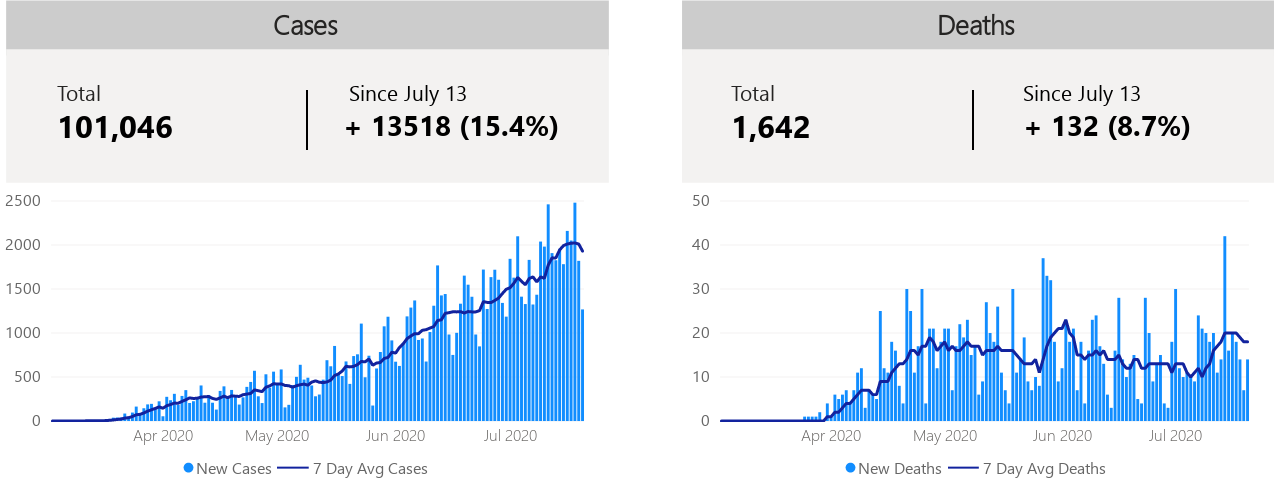 Cases
Total
101,046
Since July 13
+ 13518 (15.4%)
2500
2000
1500
1000
500
0
Apr 2020 May 2020 Jun 2020 Jul 2020
New Cases 7 Day Avg Cases
Deaths
Total
1,642
Since July 13
+ 132 (8.7%)
50
40
30
20
10
0
Apr 2020 May 2020 Jun 2020 Jul 2020
New Deaths 7 Day Avg Deaths